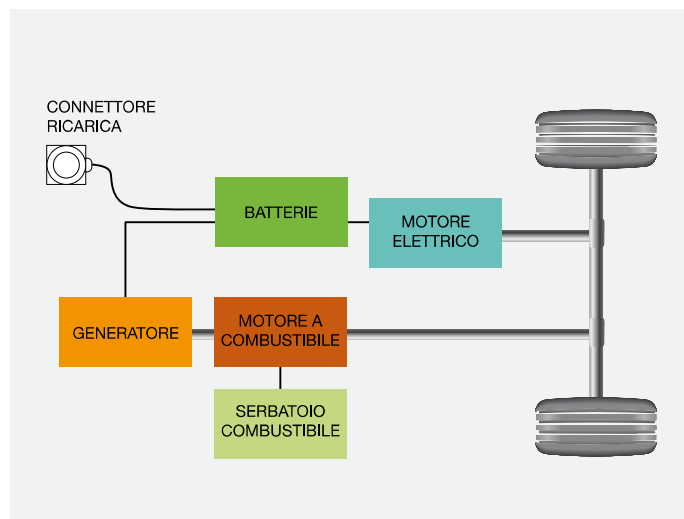 CONNETTORE
RICARICA
BATTERIE
MOTORE
ELETTRICO
GENERATORE
MOTORE A
COMBUSTIBILE
SERBATOIO
COMBUSTIBILE